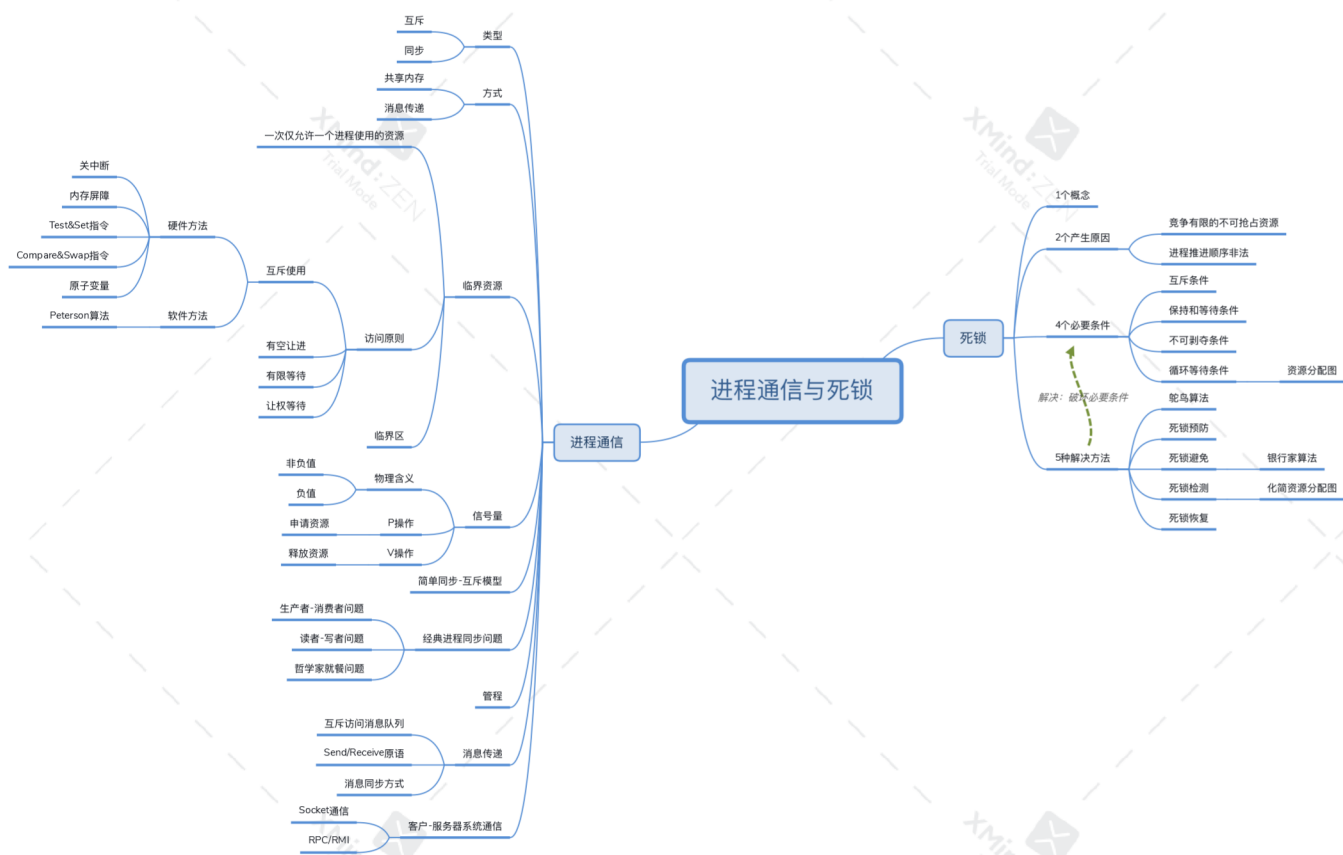 进程通信与死锁
进程通信
类型
互斥
同步
方式
共享内存
消息传递
临界资源
一次仅允许一个进程使用的资源
访问原则
互斥使用
硬件方法
关中断
内存屏障
Test&Set指令
Compare&Swap指令
原子变量
软件方法
Peterson算法
有空让进
有限等待
让权等待
临界区
信号量
物理含义
非负值
负值
P操作
申请资源
V操作
释放资源
简单同步-互斥模型
经典进程同步问题
生产者-消费者问题
读者-写者问题
哲学家就餐问题
管程
消息传递
互斥访问消息队列
Send/Receive原语
消息同步方式
客户-服务器系统通信
Socket通信
RPC/RMI
死锁
1个概念
2个产生原因
竞争有限的不可抢占资源
进程推进顺序非法
4个必要条件
互斥条件
保持和等待条件
不可剥夺条件
循环等待条件
资源分配图
解决：破坏必要条件
5种解决方法
鸵鸟算法
死锁预防
死锁避免
银行家算法
死锁检测
化简资源分配图
死锁恢复
XMind:ZEN
Trial Mode
XMind:ZEN
Trial Mode
XMind
XMind